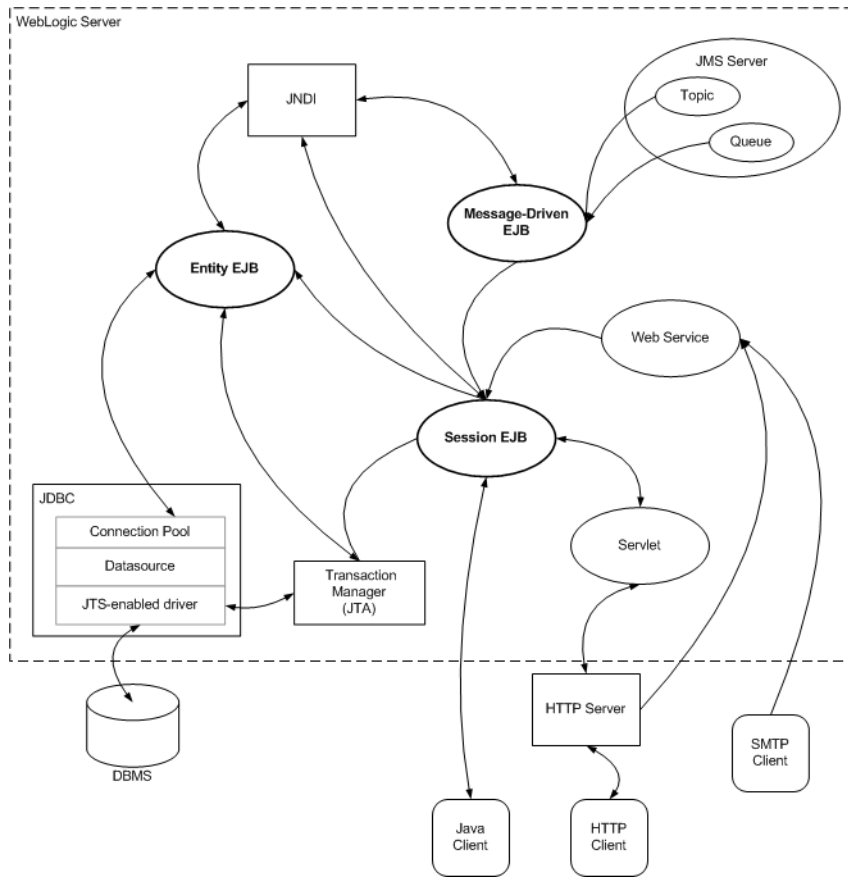 WebLogic Server
JNDI
JMS Server
Topic
Queue
Message-Driven
EJB
Entity EJB
Web Service
Session EJB
JDBC
Connection Pool
Datasource
JTS-enabled driver
Transaction
Manager
(JTA)
Servlet
HTTP Server
DBMS
SMTP
Client
Java
Client
HTTP
Client